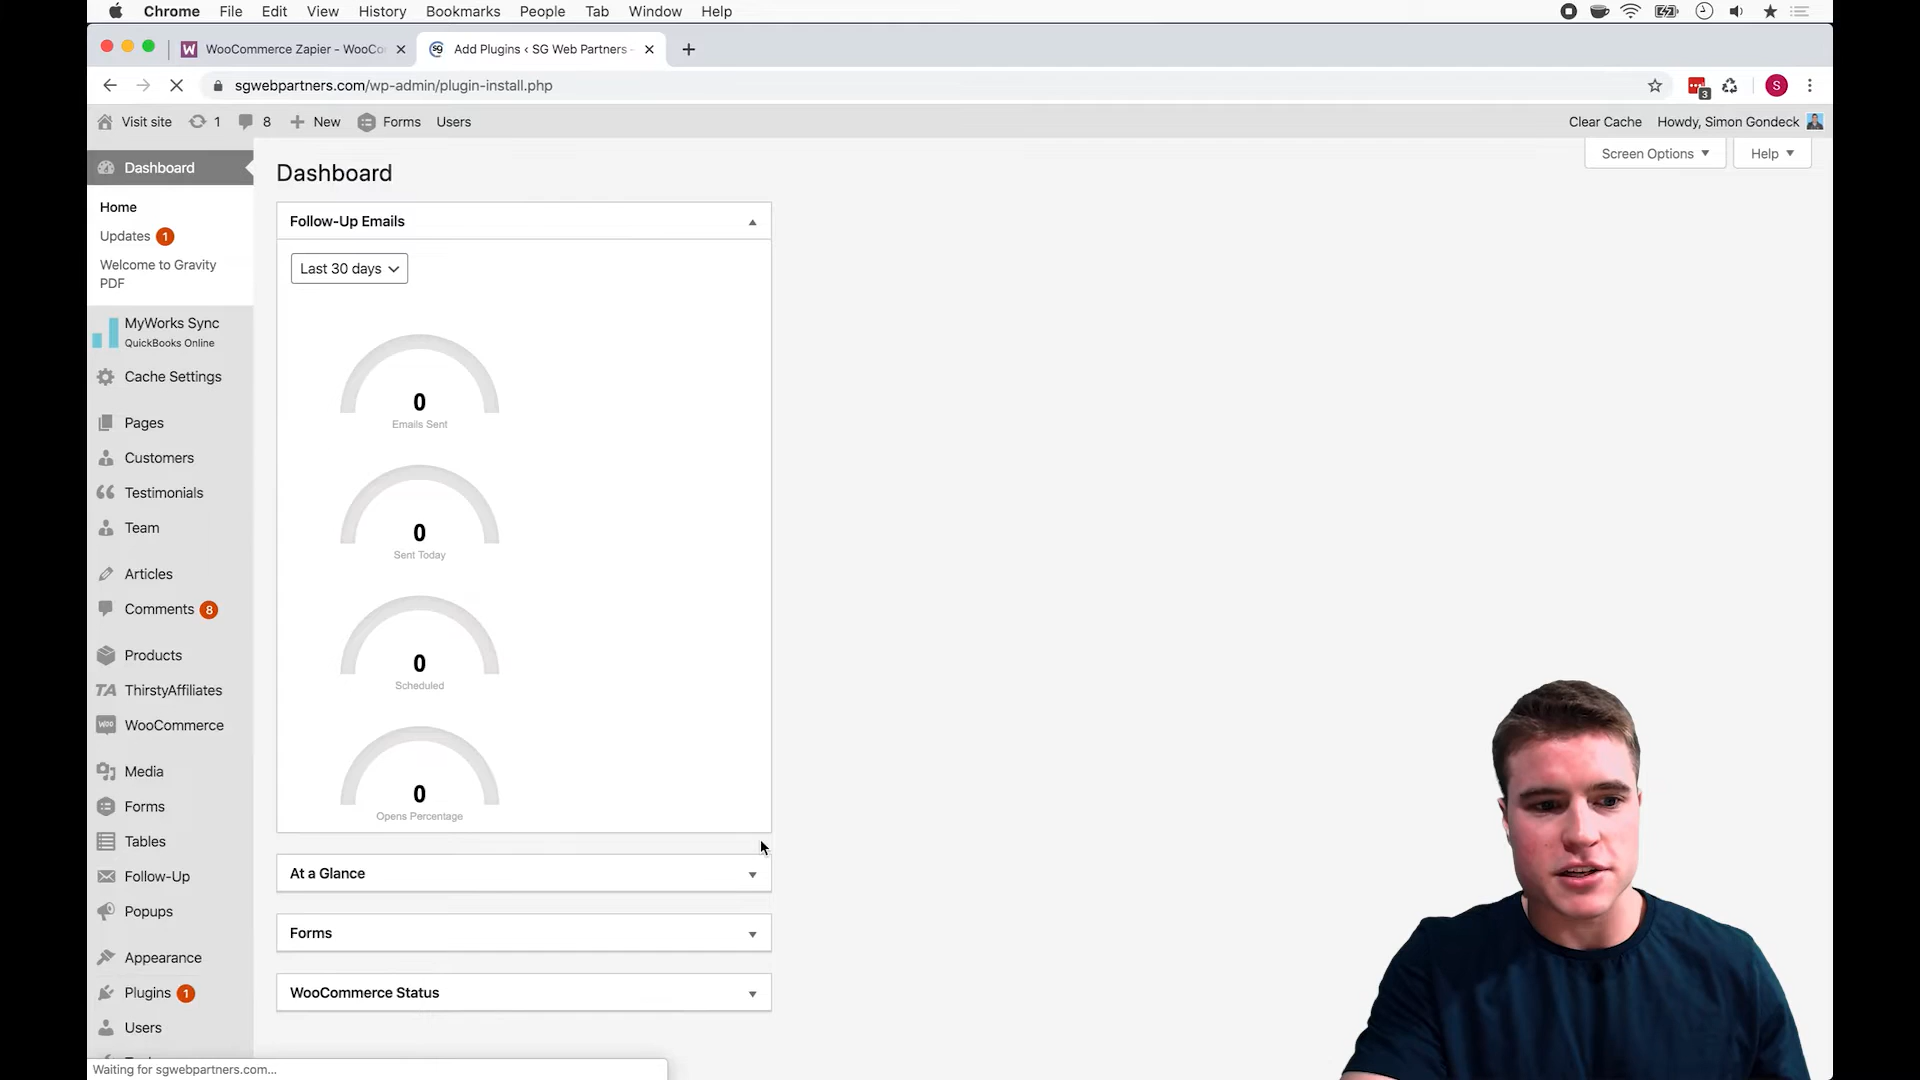 Chrome File Edit View History Bookmarks People Tab Window Help
WooCommerce Zapier - WooCo
Add Plugins ‹ SG Web Partners -
sgwebpartners.com/wp-admin/plugin-install.php
3
S
Visit site 1 8 New Forms Users
Clear Cache Howdy, Simon Gondeck
Screen Options Help
Dashboard
Home
Updates 1
Welcome to Gravity
PDF
MyWorks Sync
QuickBooks Online
Cache Settings
Pages
Customers
Testimonials
Team
Articles
Comments 8
Products
TA ThirstyAffiliates
Woo WooCommerce
Media
Forms
Tables
Follow-Up
Popups
Appearance
Plugins 1
Users
Dashboard
Follow-Up Emails
Last 30 days
0
Emails Sent
0
Sent Today
0
Scheduled
0
Opens Percentage
At a Glance
Forms
WooCommerce Status
Waiting for sgwebpartners.com...